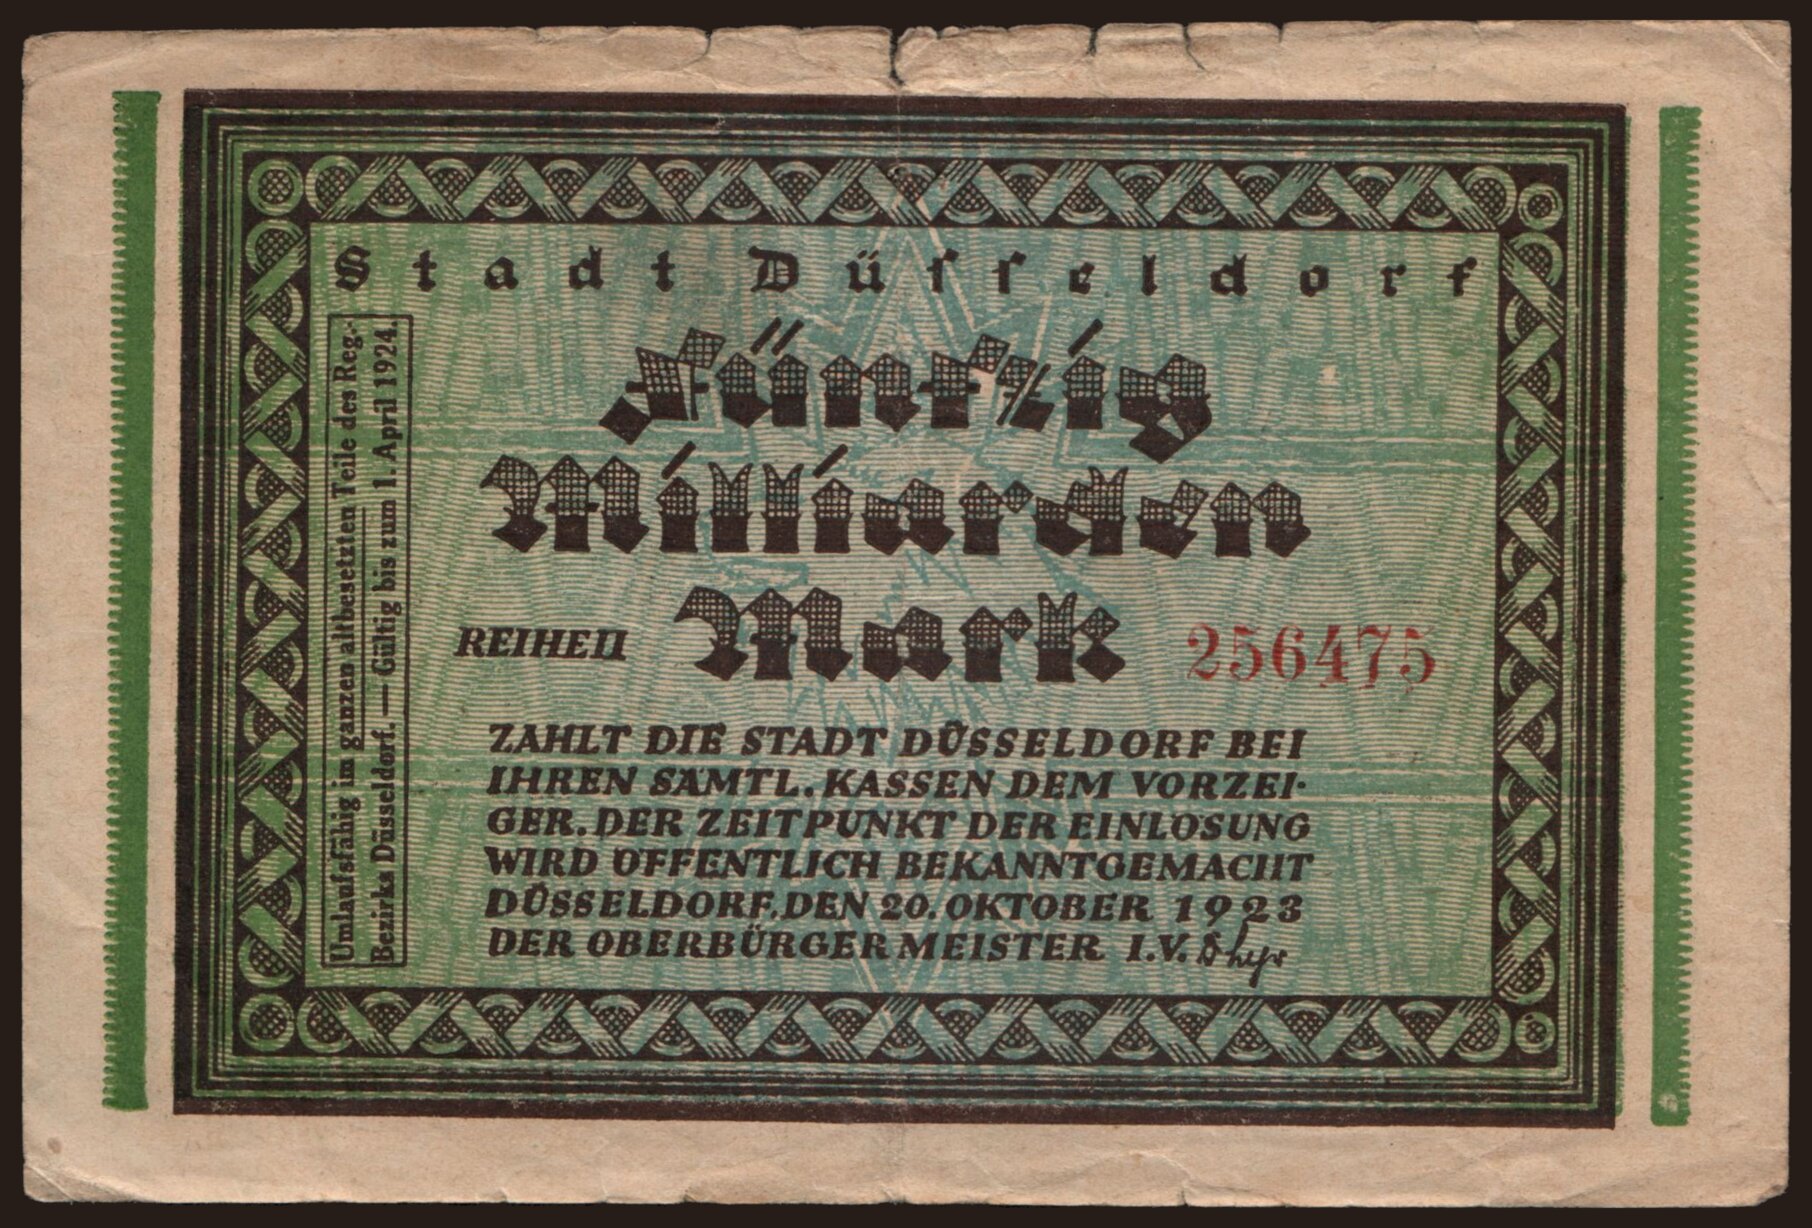 Stadt Düsseldorf
Fünfzig
Milliarden
Mark
REIHE II
256475
ZAHLT DIE STADT DÜSSELDORF BEI
IHREN SÄMTL. KASSEN DEM VORZEI-
GER. DER ZEITPUNKT DER EINLÖSUNG
WIRD ÖFFENTLICH BEKANNTGEMACHT
DÜSSELDORF, DEN 20. OKTOBER 1923
DER OBERBÜRGERMEISTER I.V.
Umlaufsfähig im ganzen altbesetzten Teile des Reg.-
Bezirks Düsseldorf. — Gültig bis zum 1. April 1924.